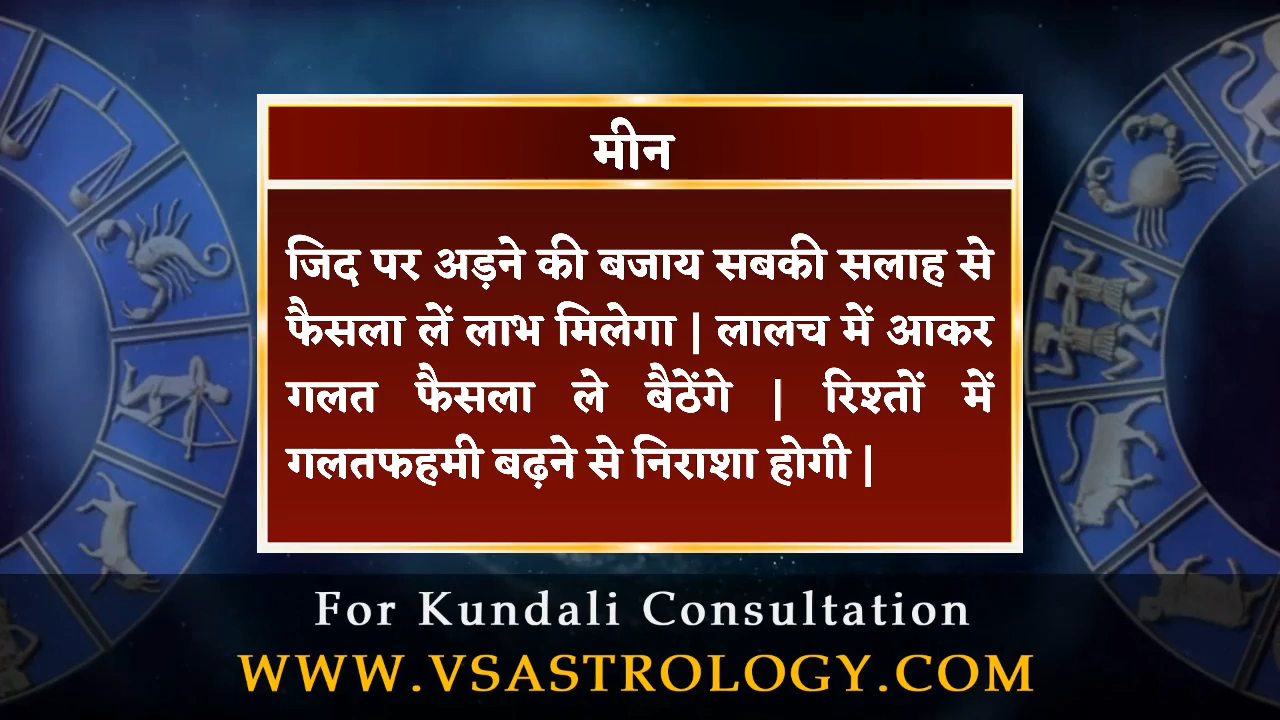 मीन
जिद पर अड़ने की बजाय सबकी सलाह से
फैसला लें लाभ मिलेगा | लालच में आकर
गलत फैसला ले बैठेंगे | रिश्तों में
गलतफहमी बढ़ने से निराशा होगी |
For Kundali Consultation
WWW.VSASTROLOGY.COM